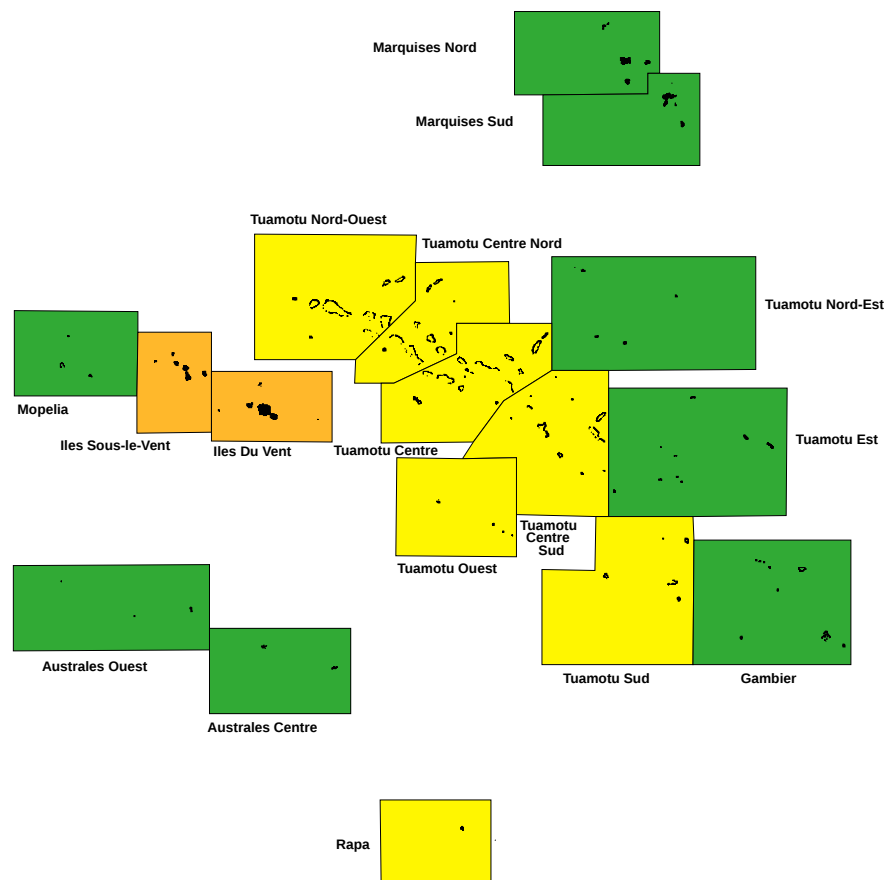 Marquises Nord
Marquises Sud
Tuamotu Nord-Ouest
Tuamotu Centre Nord
Tuamotu Nord-Est
Mopelia
Iles Sous-le-Vent
Iles Du Vent
Tuamotu Centre
Tuamotu Est
Tuamotu
Centre
Sud
Tuamotu Ouest
Australes Ouest
Tuamotu Sud
Gambier
Australes Centre
Rapa